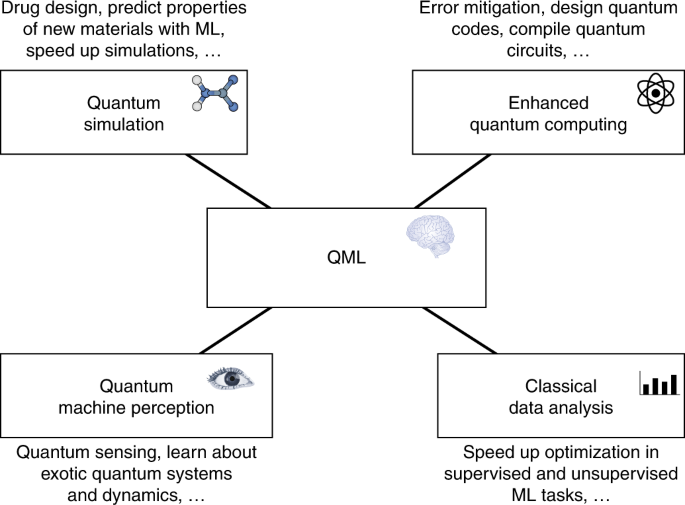 Drug design, predict properties
of new materials with ML,
speed up simulations, …
Quantum
simulation
Error mitigation, design quantum
codes, compile quantum
circuits, …
Enhanced
quantum computing
QML
Quantum
machine perception
Quantum sensing, learn about
exotic quantum systems
and dynamics, …
Classical
data analysis
Speed up optimization in
supervised and unsupervised
ML tasks, …